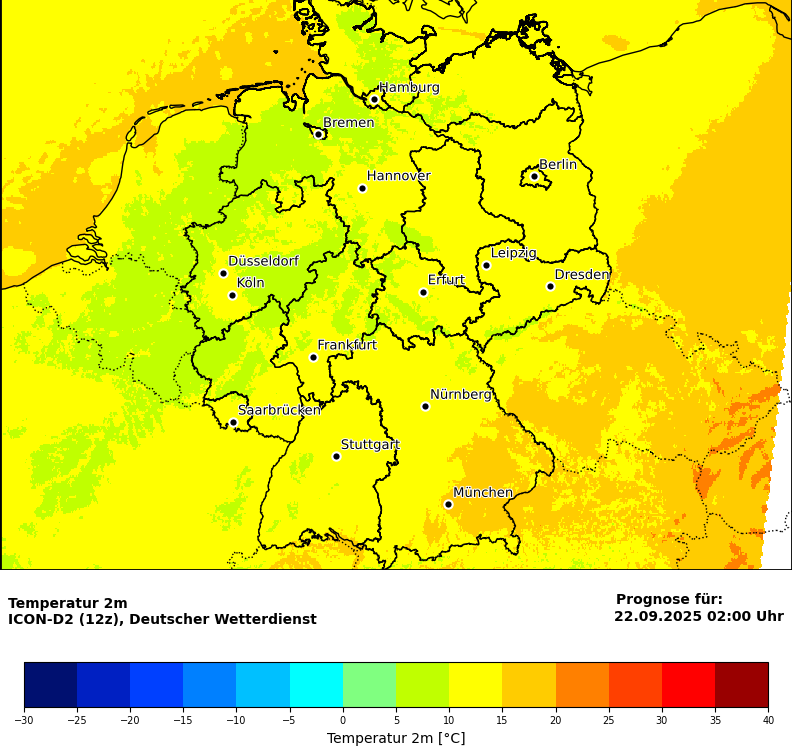 Hamburg
Bremen
Berlin
Hannover
Leipzig
Düsseldorf
Dresden
Köln
Erfurt
Frankfurt
Nürnberg
Saarbrücken
Stuttgart
München
Temperatur 2m
ICON-D2 (12z), Deutscher Wetterdienst
Prognose für:
22.09.2025 02:00 Uhr
−30 −25 −20 −15 −10 −5 0 5 10 15 20 25 30 35 40
Temperatur 2m [°C]